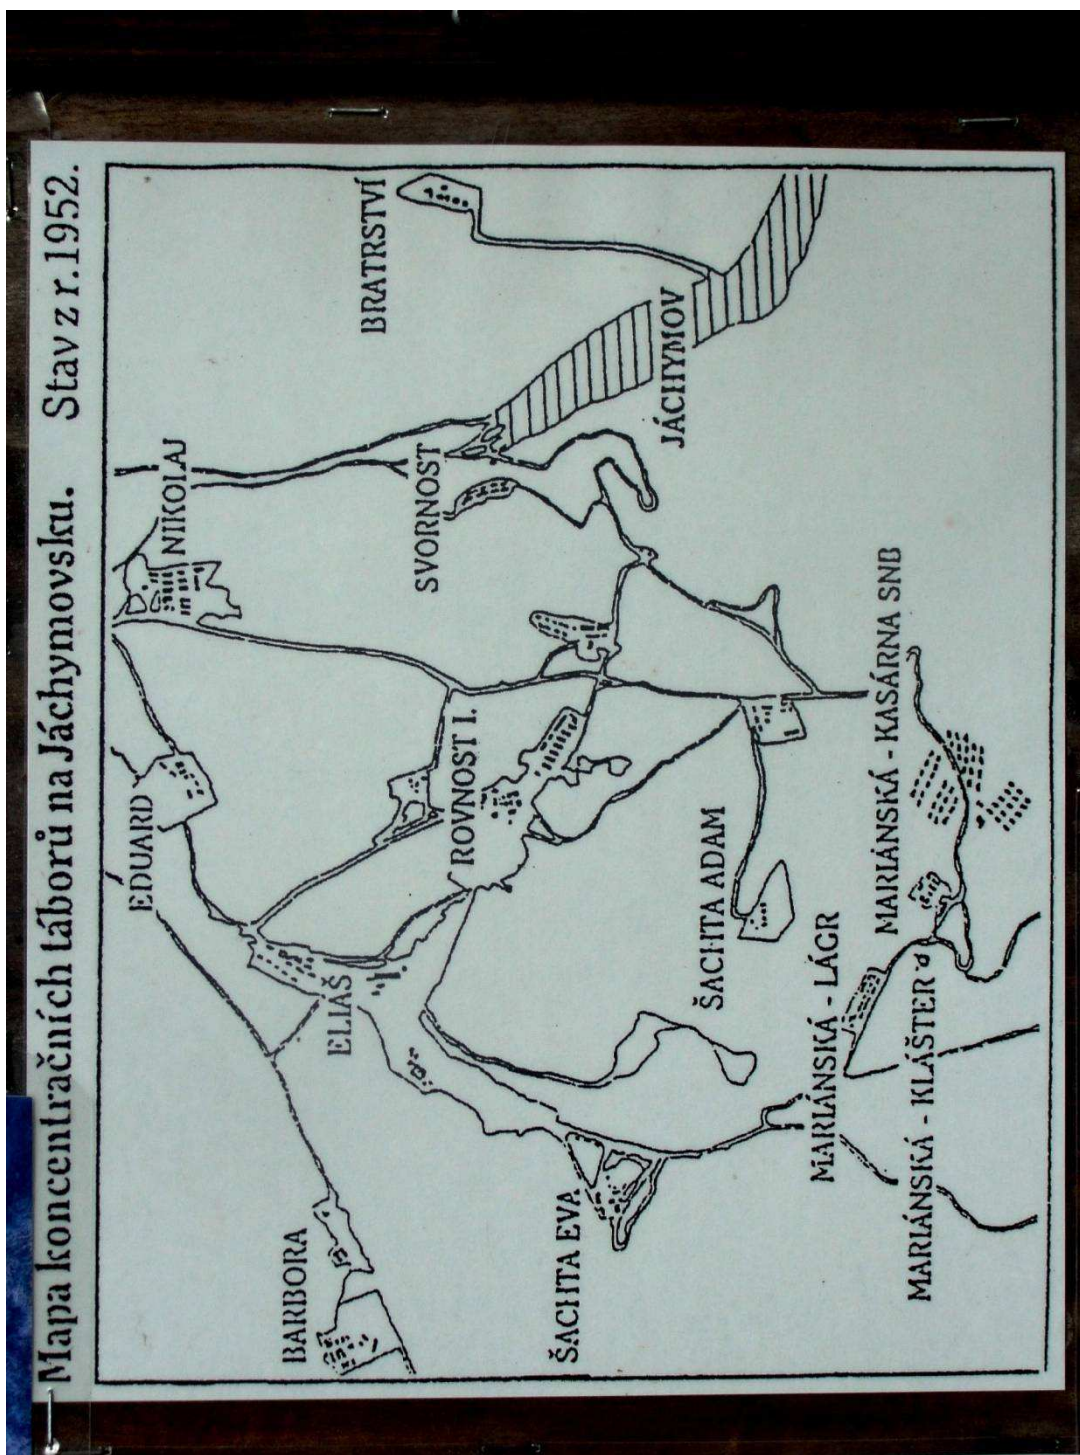 Mapa koncentračních táborů na Jáchymovsku. Stav z r.1952.
NIKOLAJ
EDUARD
BRATRSTVÍ
BARBORA
ELIÁŠ
SVORNOST
ROVNOST I.
JÁCHYMOV
ŠACHTA EVA
ŠACHTA ADAM
MARIÁNSKÁ - LÁGR
MARIÁNSKÁ - KASÁRNA SNB
MARIÁNSKÁ - KLÁŠTER